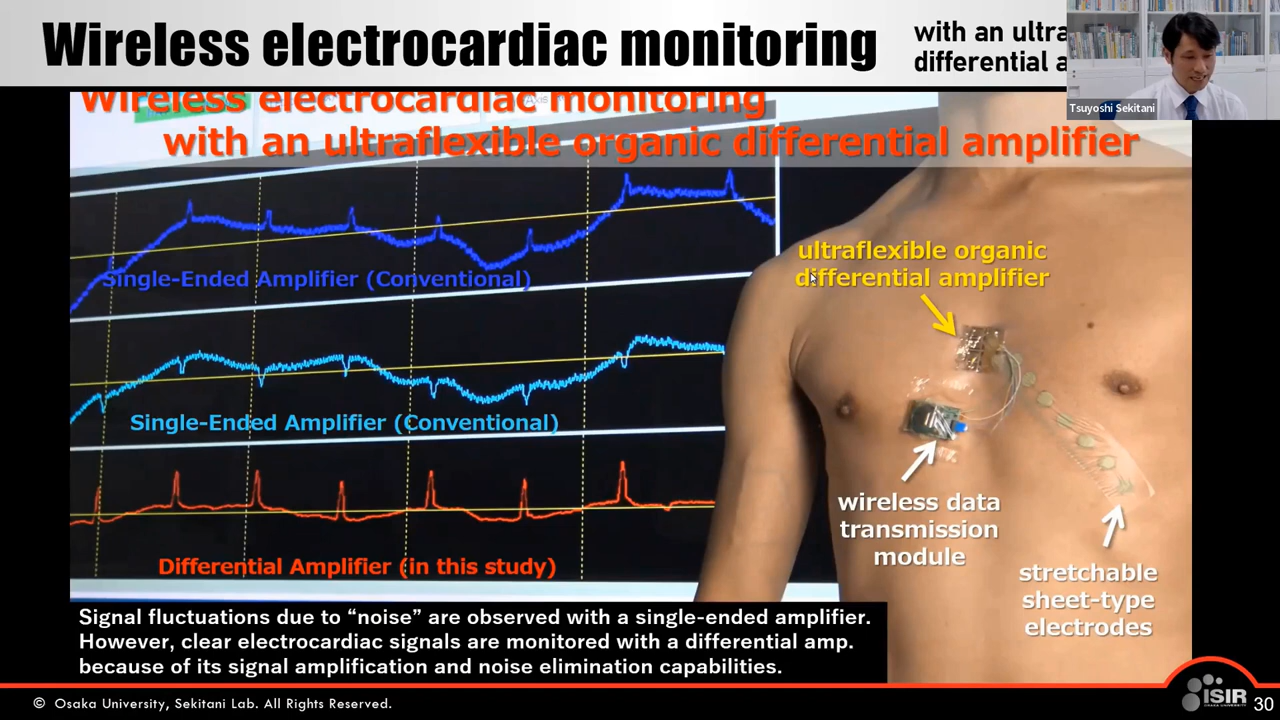 Wireless electrocardiac monitoring
with an ultra
differential a
Tsuyoshi Sekitani
Wireless electrocardiac monitoring
with an ultraflexible organic differential amplifier
ultraflexible organic
differential amplifier
Single-Ended Amplifier (Conventional)
Single-Ended Amplifier (Conventional)
wireless data
transmission
module
Differential Amplifier (in this study)
stretchable
sheet-type
electrodes
Signal fluctuations due to “noise” are observed with a single-ended amplifier.
However, clear electrocardiac signals are monitored with a differential amp.
because of its signal amplification and noise elimination capabilities.
© Osaka University, Sekitani Lab. All Rights Reserved.
ISIR
OSAKA UNIVERSITY
30